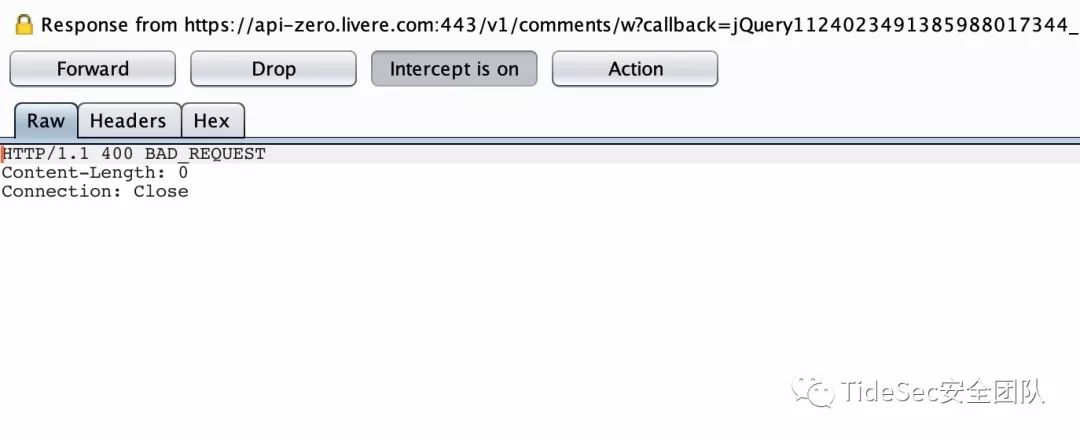 Response from https://api-zero.livere.com:443/v1/comments/w?callback=jQuery1124023491385988017344_
Forward Drop Intercept is on Action
Raw Headers Hex
HTTP/1.1 400 BAD_REQUEST
Content-Length: 0
Connection: Close
TideSec安全团队